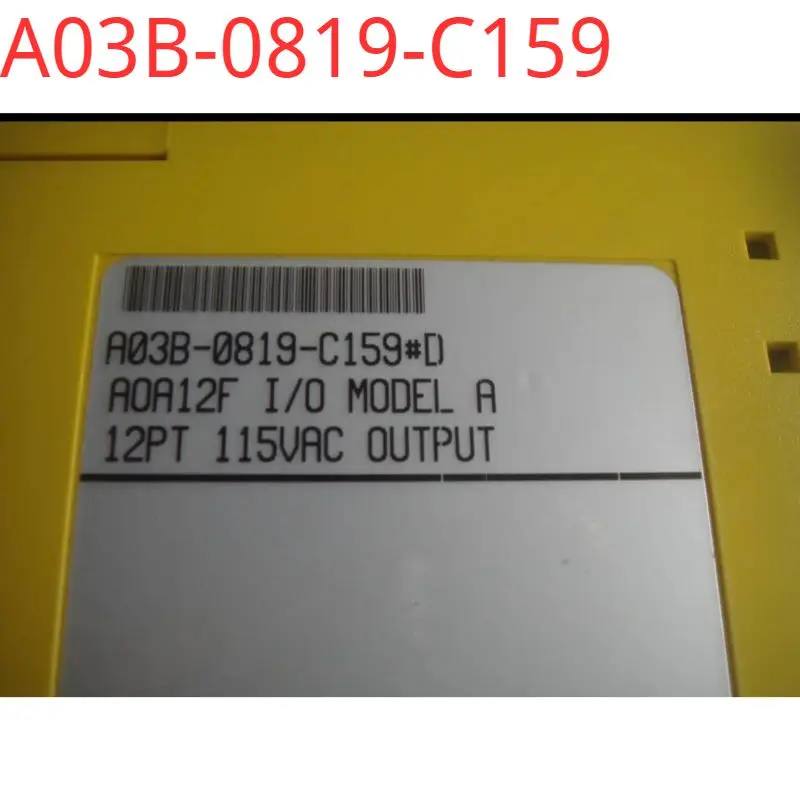 A03B-0819-C159
A03B-0819-C159*D
AOA12F I/O MODEL A
12PT 115VAC OUTPUT